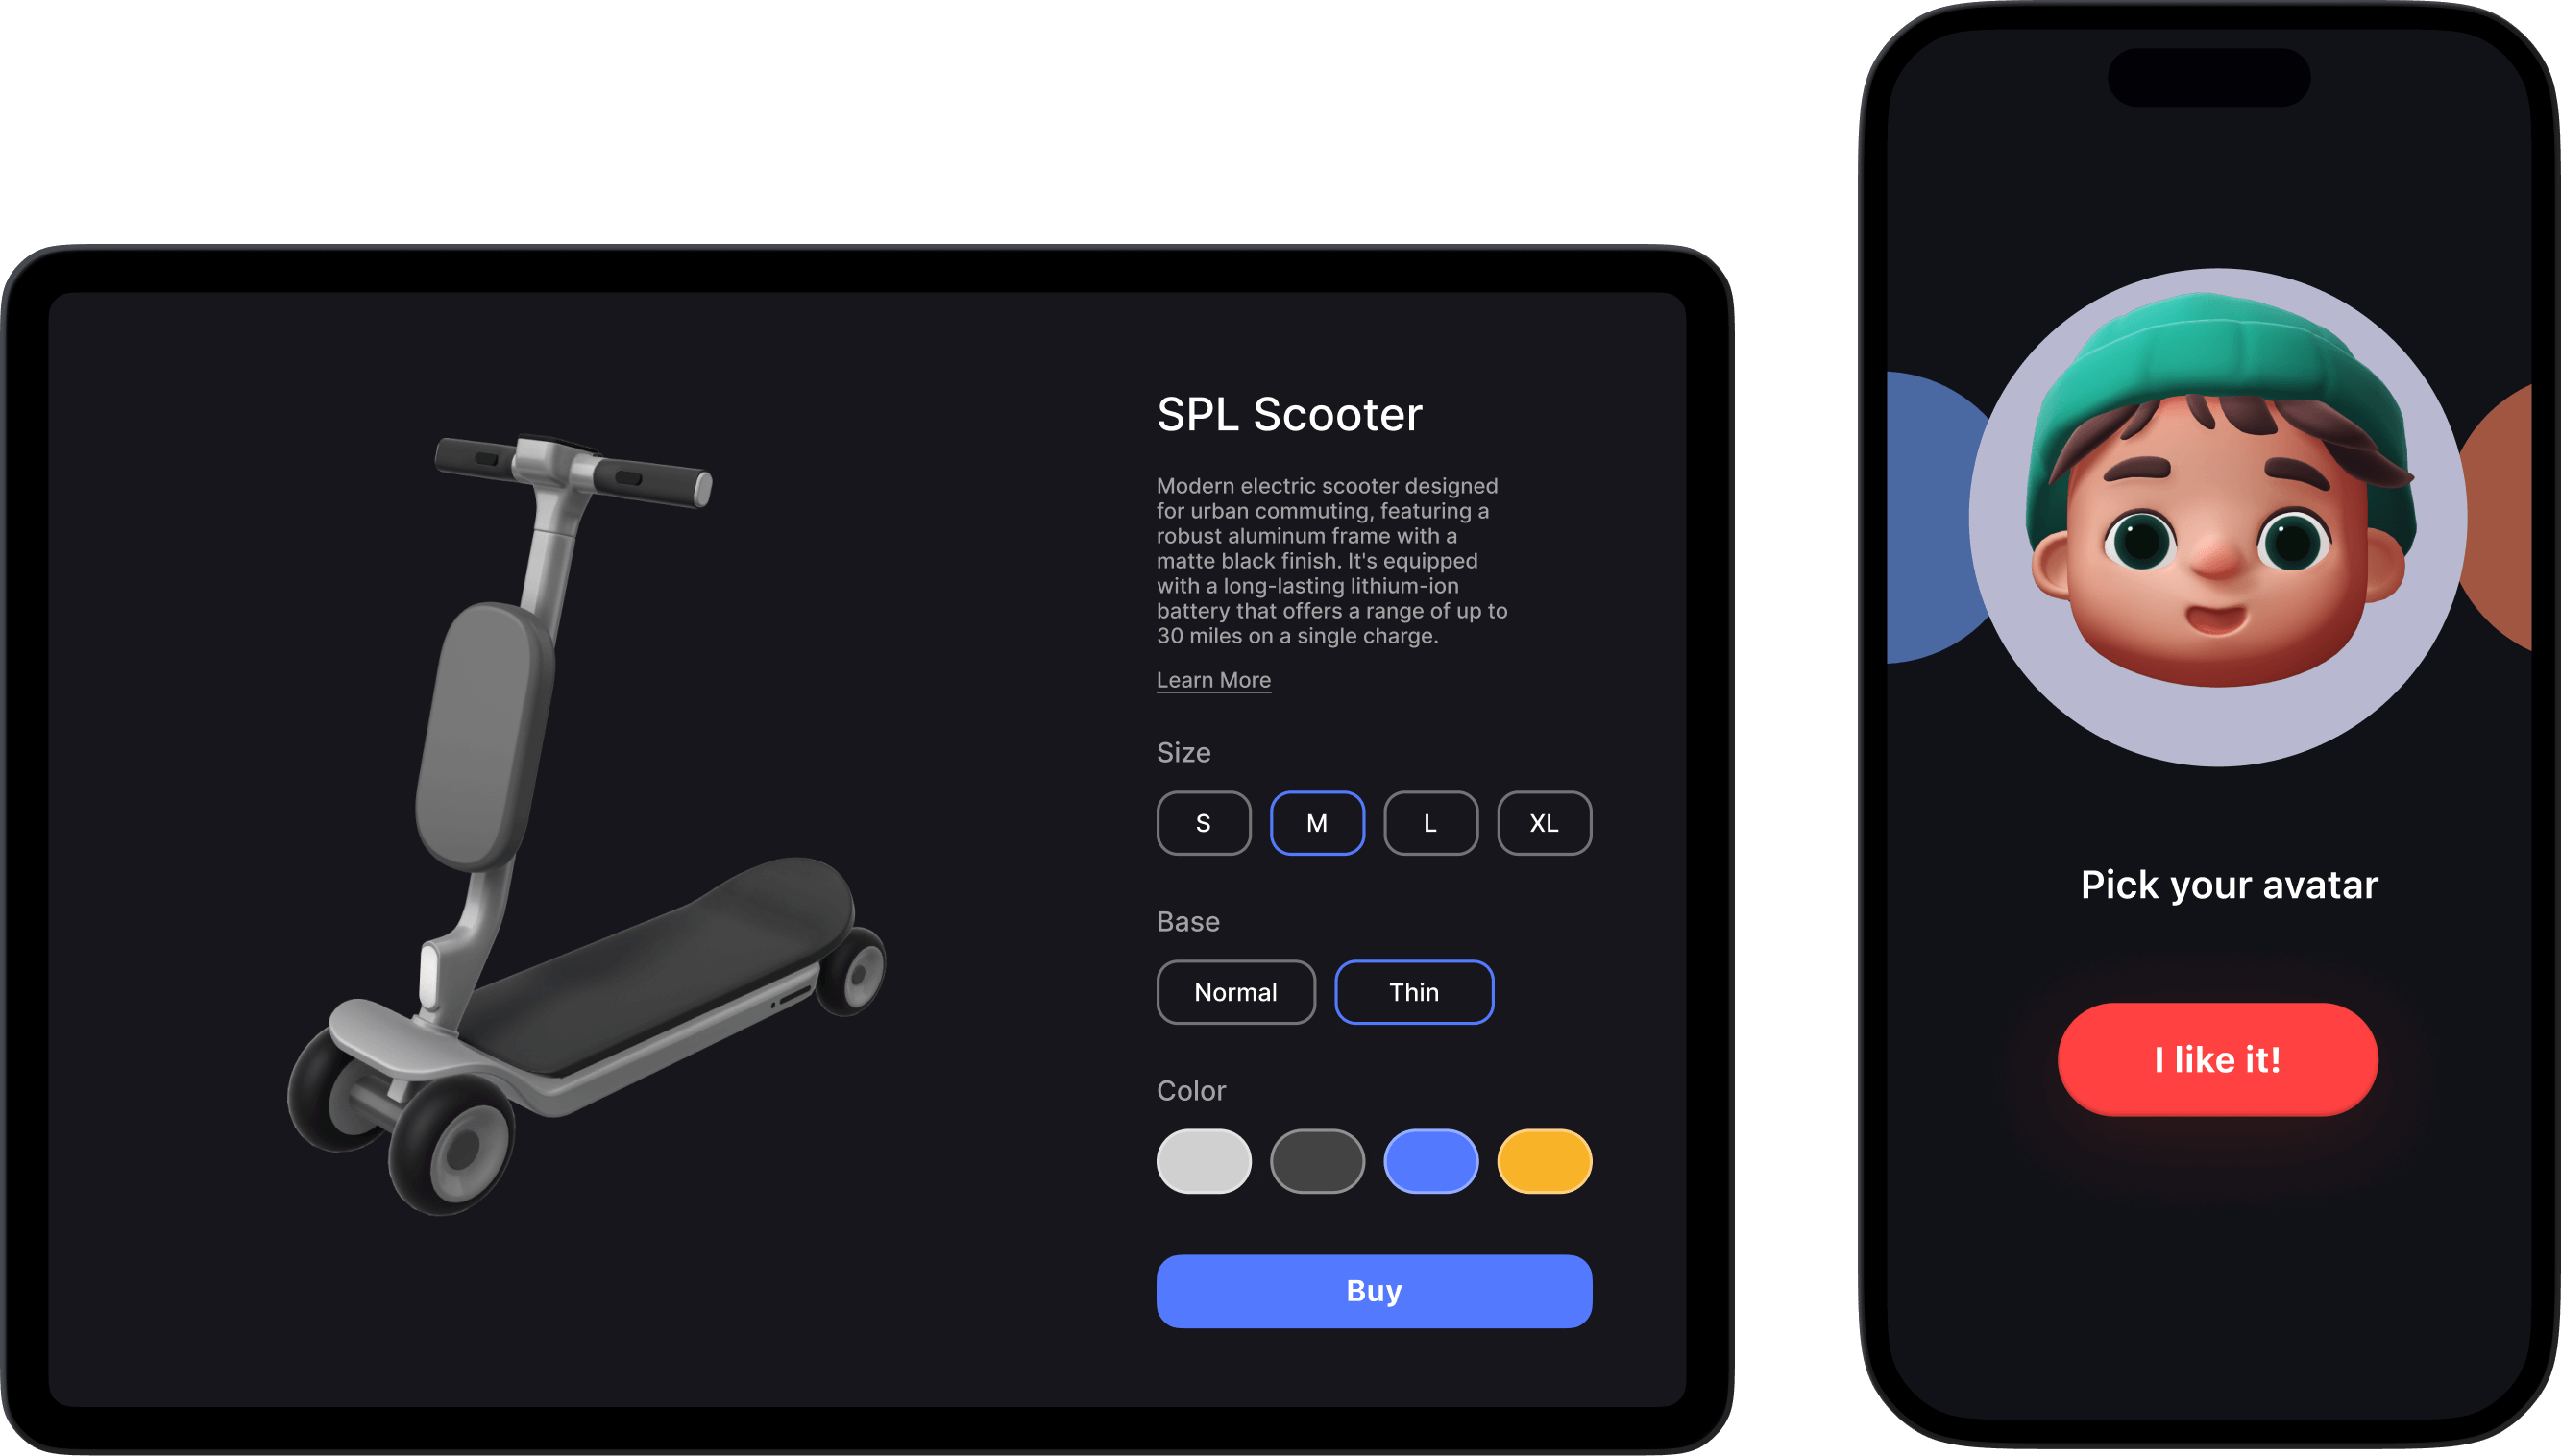 SPL Scooter
Modern electric scooter designed
for urban commuting, featuring a
robust aluminum frame with a
matte black finish. It's equipped
with a long-lasting lithium-ion
battery that offers a range of up to
30 miles on a single charge.
Learn More
Size
S M L XL
Base
Normal Thin
Color
Buy
Pick your avatar
I like it!